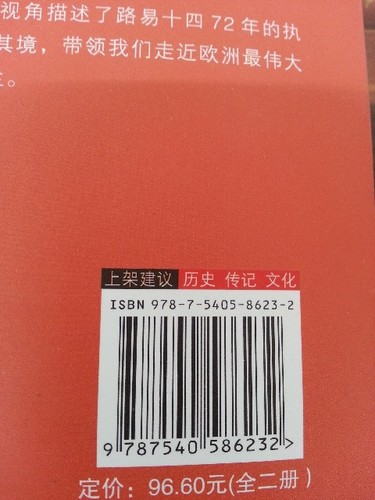 视角描述了路易十四 72 年的执
其境，带领我们走近欧洲最伟大
。
上架建议 历史 传记 文化
ISBN 978-7-5405-8623-2
9 787540 586232 >
定价：96.60元(全二册)